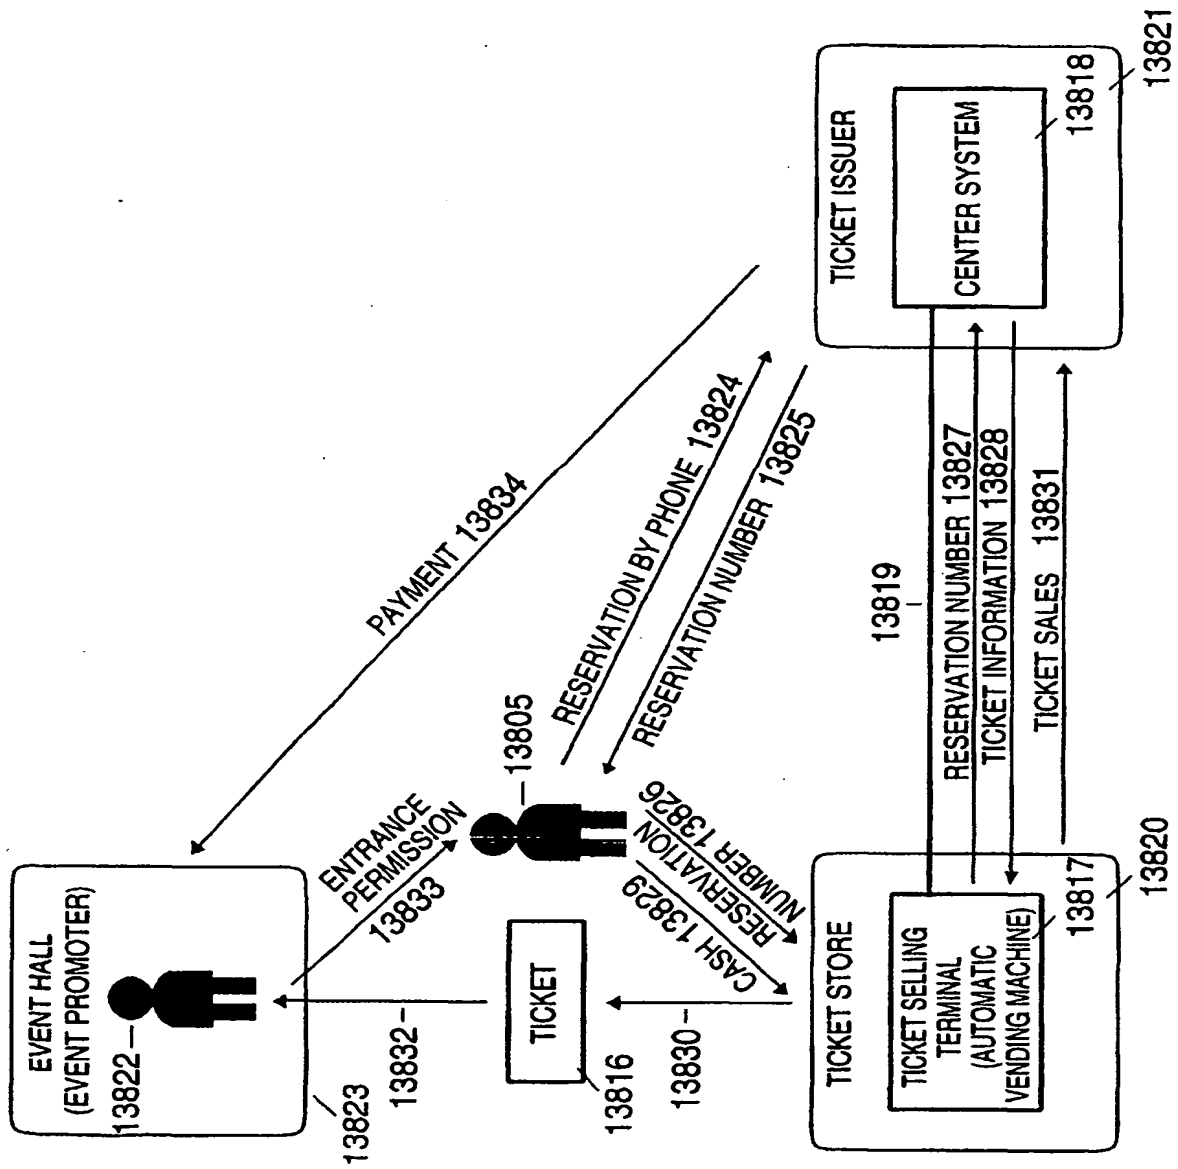 EVENT HALL
(EVENT PROMOTER)
13822
13823
ENTRANCE
PERMISSION
13833
13832
TICKET
13816
13830
13805
PAYMENT 13834
RESERVATION BY PHONE 13824
RESERVATION NUMBER 13825
RESERVATION
NUMBER 13826
CASH 13829
TICKET STORE
TICKET SELLING
TERMINAL
(AUTOMATIC
VENDING MACHINE)
13817
13820
13819
RESERVATION NUMBER 13827
TICKET INFORMATION 13828
TICKET SALES 13831
TICKET ISSUER
CENTER SYSTEM
13818
13821